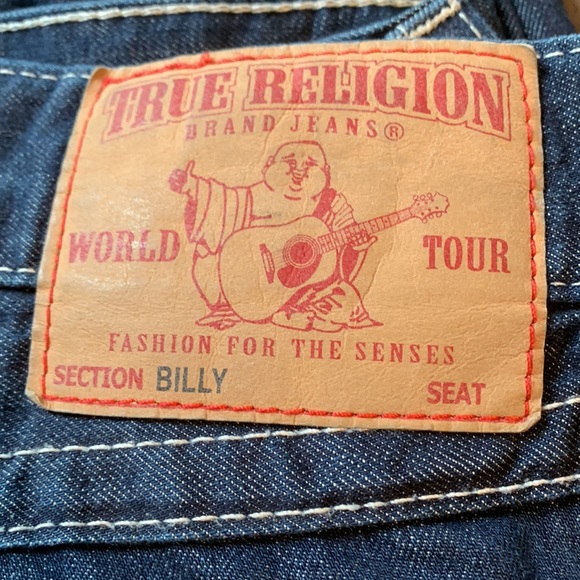 TRUE RELIGION
BRAND JEANS®
WORLD TOUR
FASHION FOR THE SENSES
SECTION BILLY SEAT